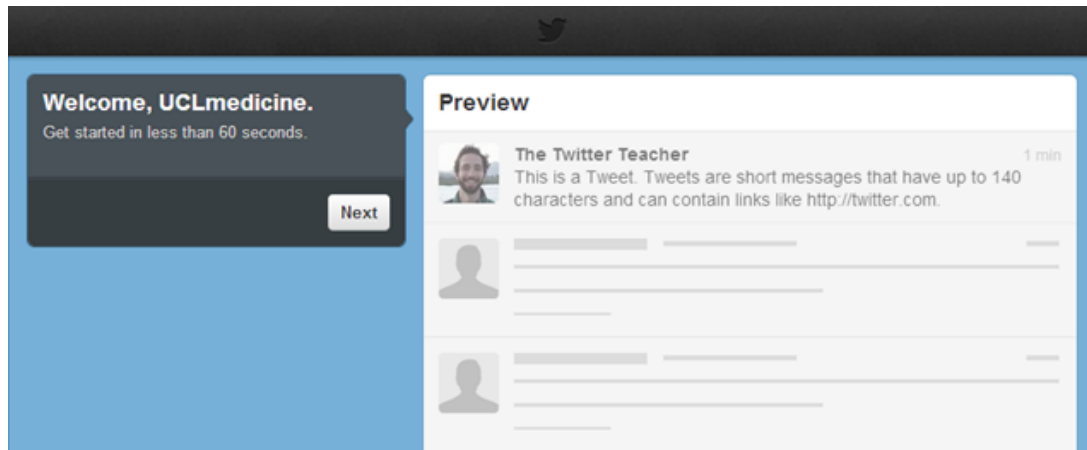 Welcome, UCLmedicine.
Get started in less than 60 seconds.
Next
Preview
The Twitter Teacher
1 min
This is a Tweet. Tweets are short messages that have up to 140
characters and can contain links like http://twitter.com.